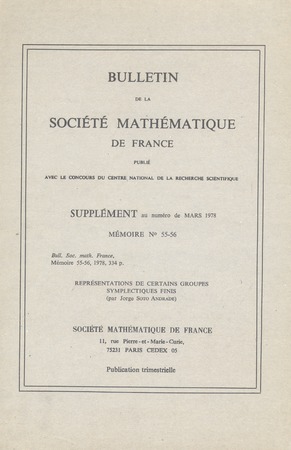 BULLETIN
DE LA
SOCIÉTÉ MATHÉMATIQUE
DE FRANCE
PUBLIÉ
AVEC LE CONCOURS DU CENTRE NATIONAL DE LA RECHERCHE SCIENTIFIQUE
SUPPLÉMENT au numéro de MARS 1978
MÉMOIRE Nº 55-56
Bull. Soc. math. France,
Mémoire 55-56, 1978, 334 p.
REPRÉSENTATIONS DE CERTAINS GROUPES
SYMPLECTIQUES FINIS
(par Jorge SOTO ANDRADE)
SOCIÉTÉ MATHÉMATIQUE DE FRANCE
11, rue Pierre-et-Marie-Curie,
75231 PARIS CEDEX 05
Publication trimestrielle